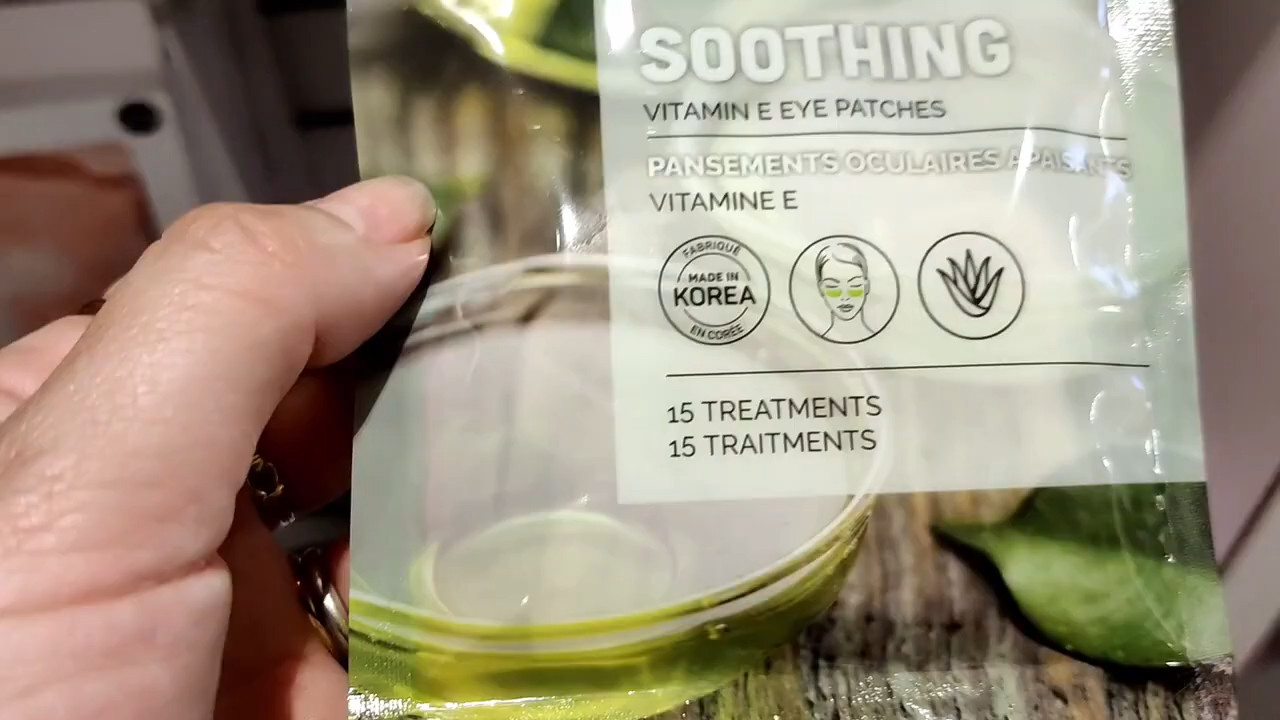 SOOTHING
VITAMIN E EYE PATCHES
PANSEMENTS OCULAIRES APAISANTS
VITAMINE E
FABRIQUÉ
MADE IN
KOREA
EN CORÉE
15 TREATMENTS
15 TRAITMENTS